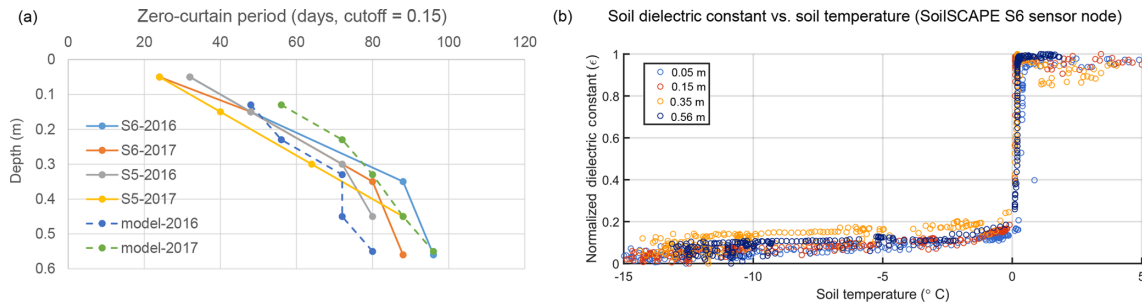 (a)
Zero-curtain period (days, cutoff = 0.15)
0 20 40 60 80 100 120
0
0.1
0.2
0.3
0.4
0.5
0.6
Depth (m)
S6-2016
S6-2017
S5-2016
S5-2017
model-2016
model-2017
(b)
Soil dielectric constant vs. soil temperature (SoilSCAPE S6 sensor node)
1
0.8
0.6
0.4
0.2
0
Normalized dielectric constant (ϵ)
0.05 m
0.15 m
0.35 m
0.56 m
-15 -10 -5 0 5
Soil temperature (° C)